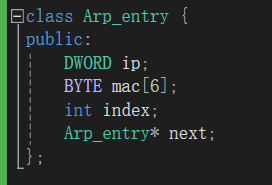 class Arp_entry {
public:
    DWORD ip;
    BYTE mac[6];
    int index;
    Arp_entry* next;
};